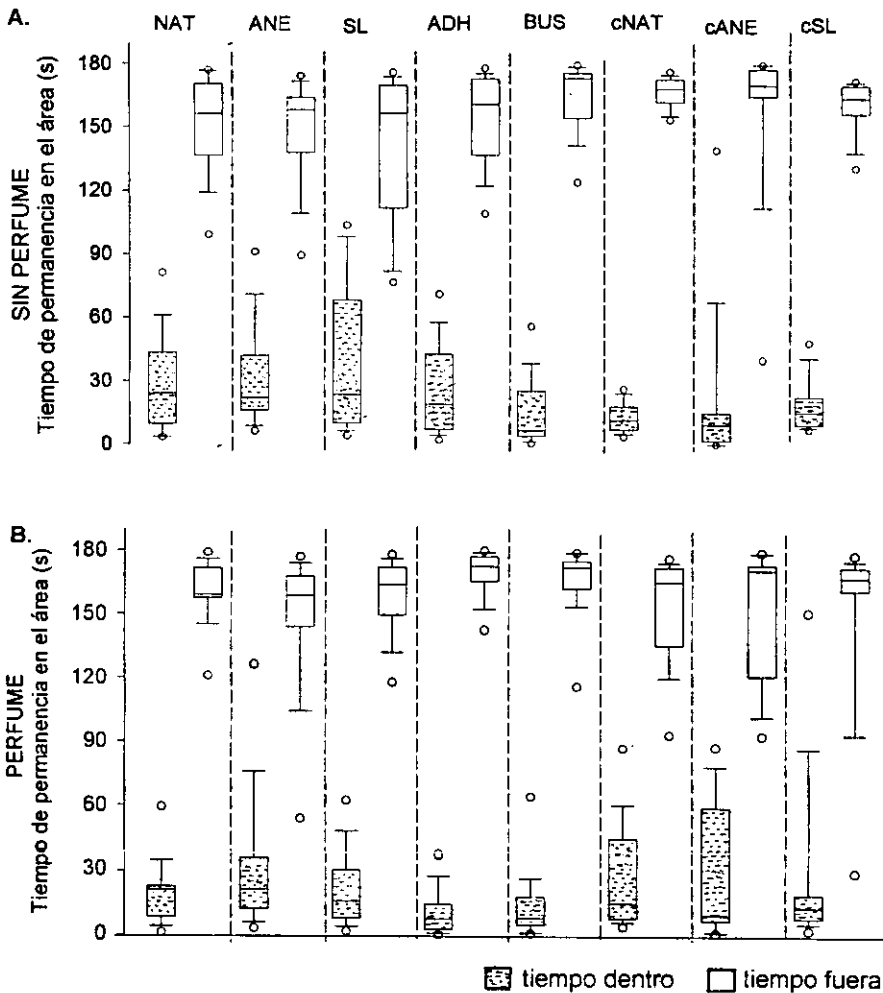 A. NAT ANE SL ADH BUS cNAT cANE cSL
SIN PERFUME
Tiempo de permanencia en el área (s)
180
150
120
90
60
30
0
B.
PERFUME
Tiempo de permanencia en el área (s)
180
150
120
90
60
30
0
tiempo dentro tiempo fuera